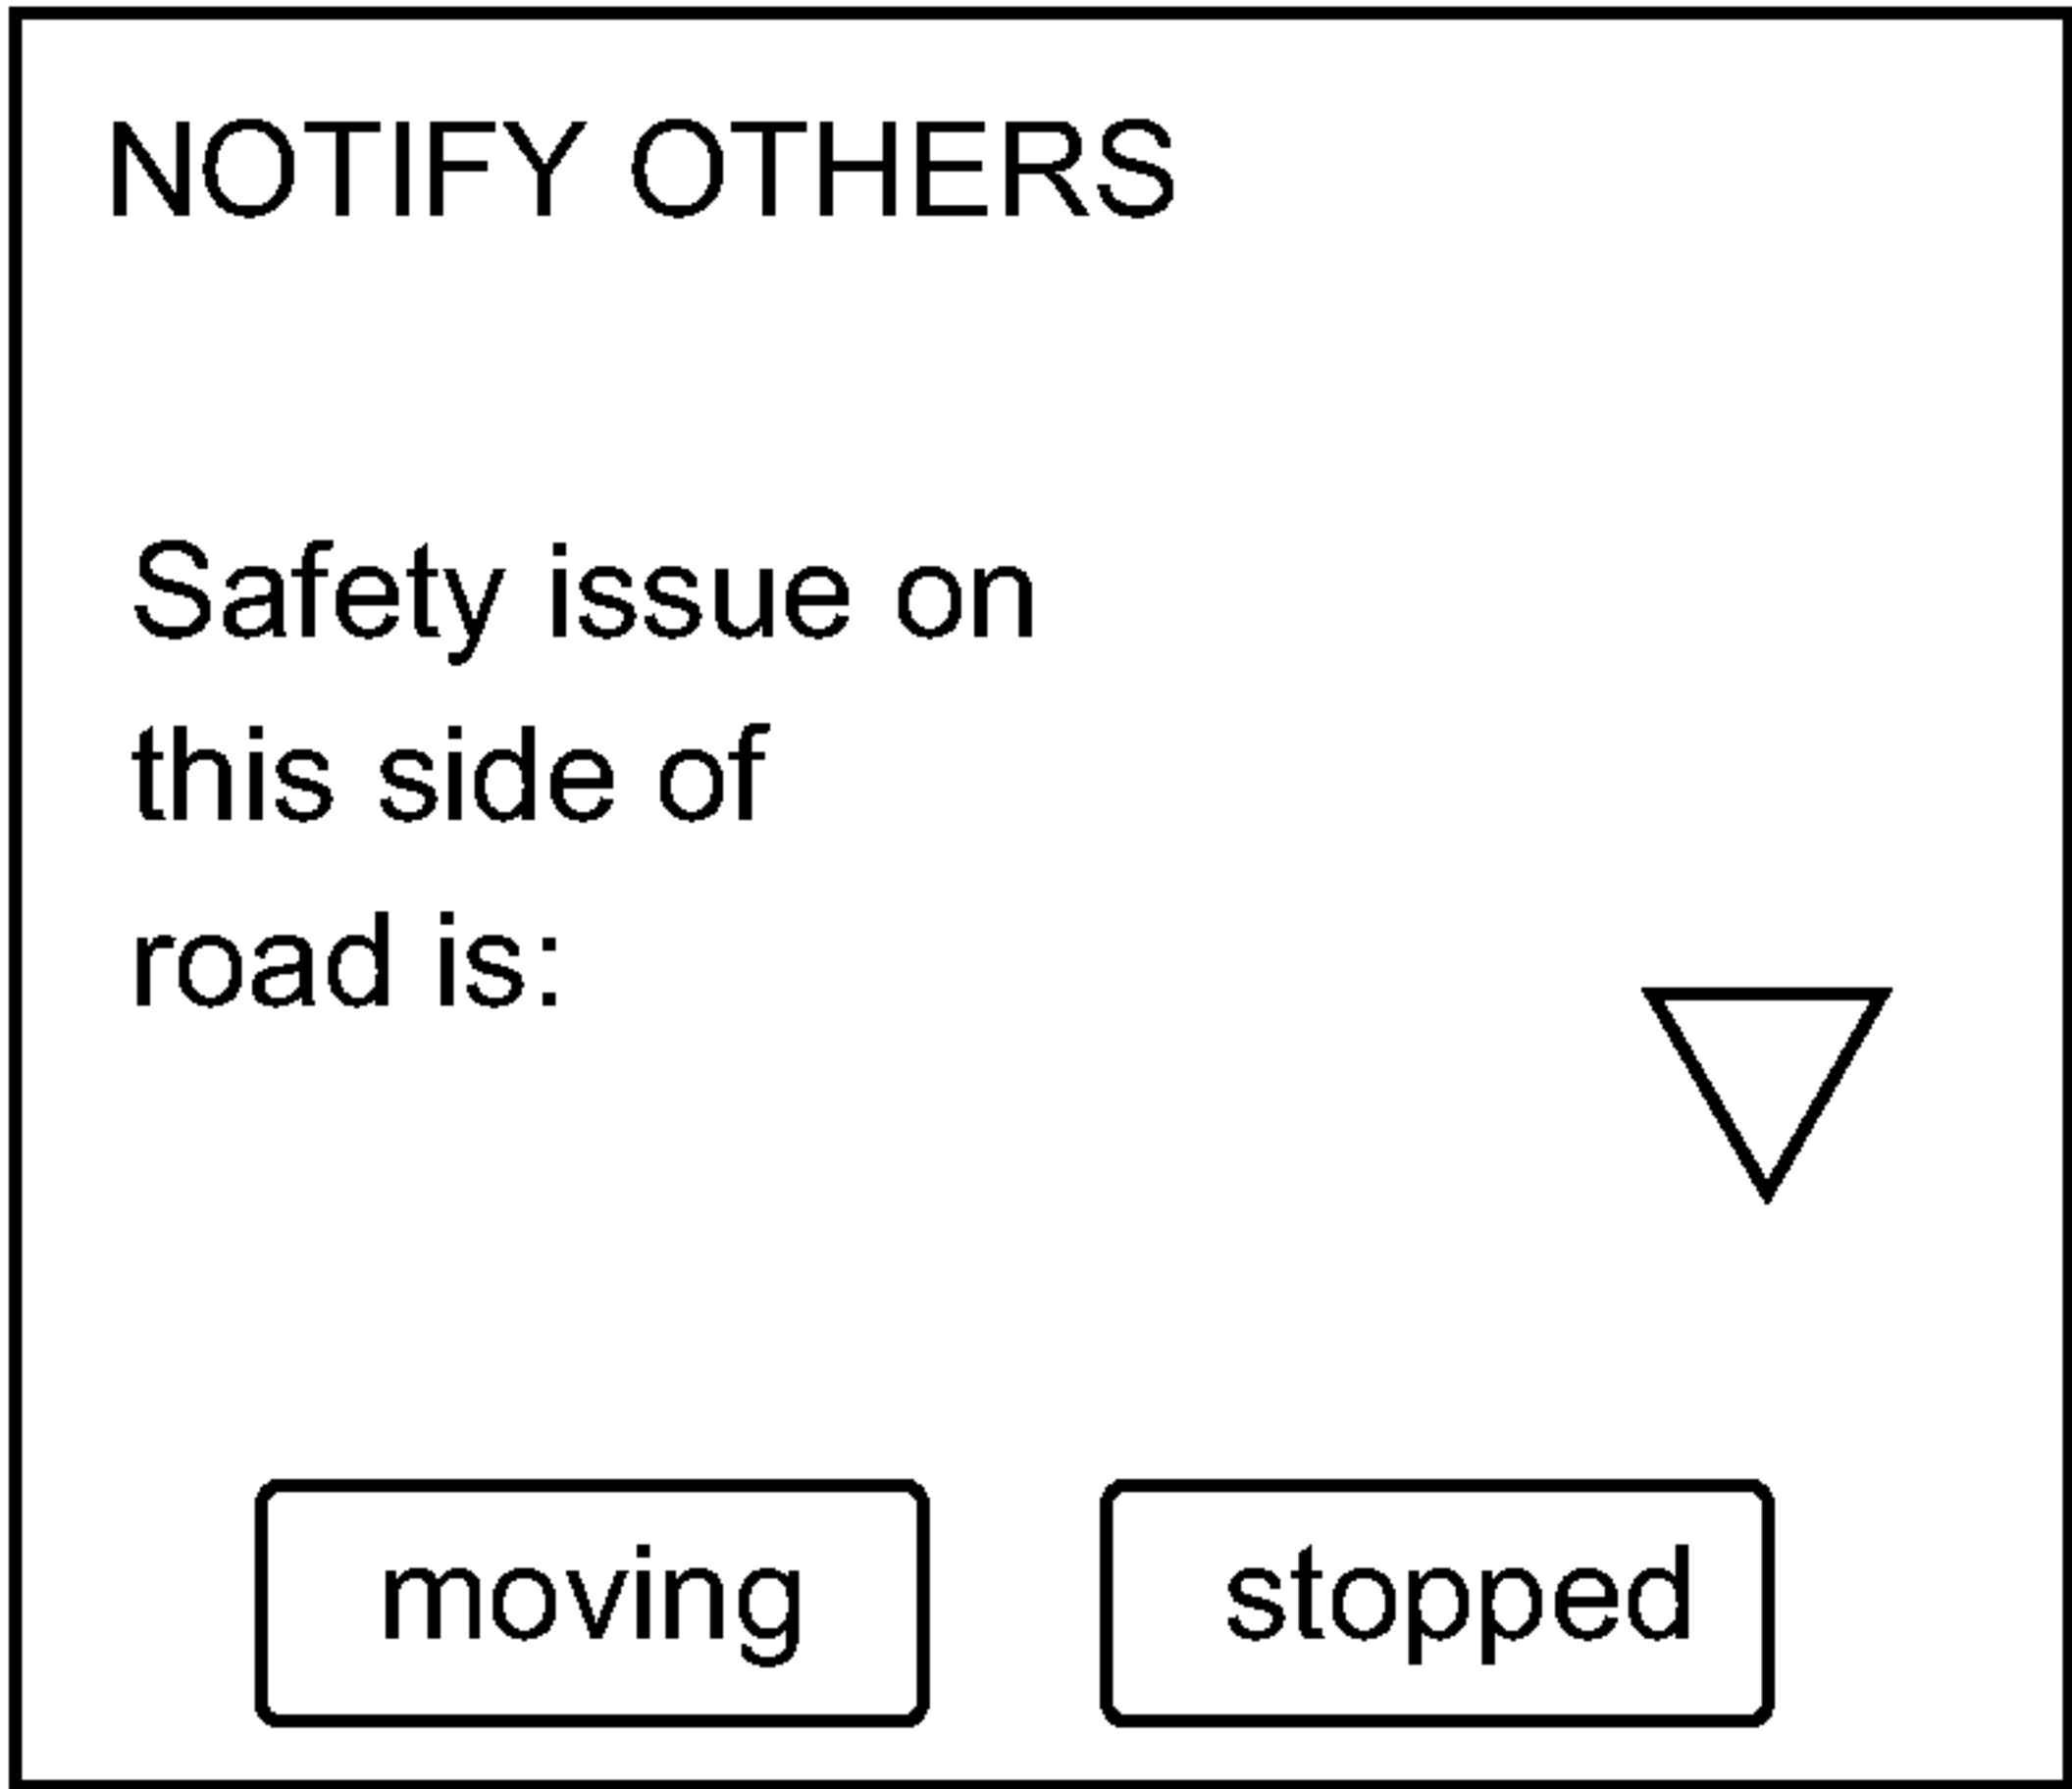 NOTIFY OTHERS
Safety issue on
this side of
road is:
moving
stopped